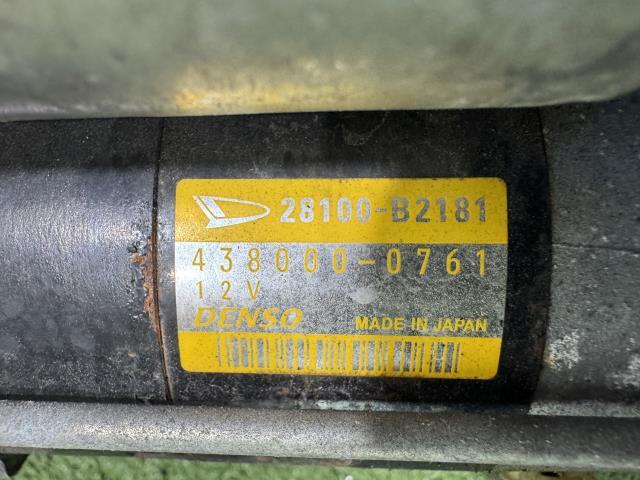 28100-B2181
438000-0761
12V
DENSO MADE IN JAPAN